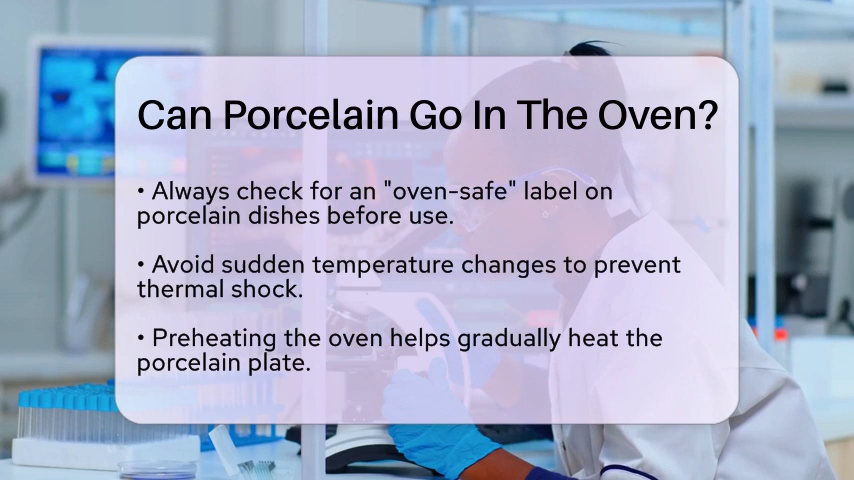 Can Porcelain Go In The Oven?
• Always check for an "oven-safe" label on
porcelain dishes before use.
• Avoid sudden temperature changes to prevent
thermal shock.
• Preheating the oven helps gradually heat the
porcelain plate.